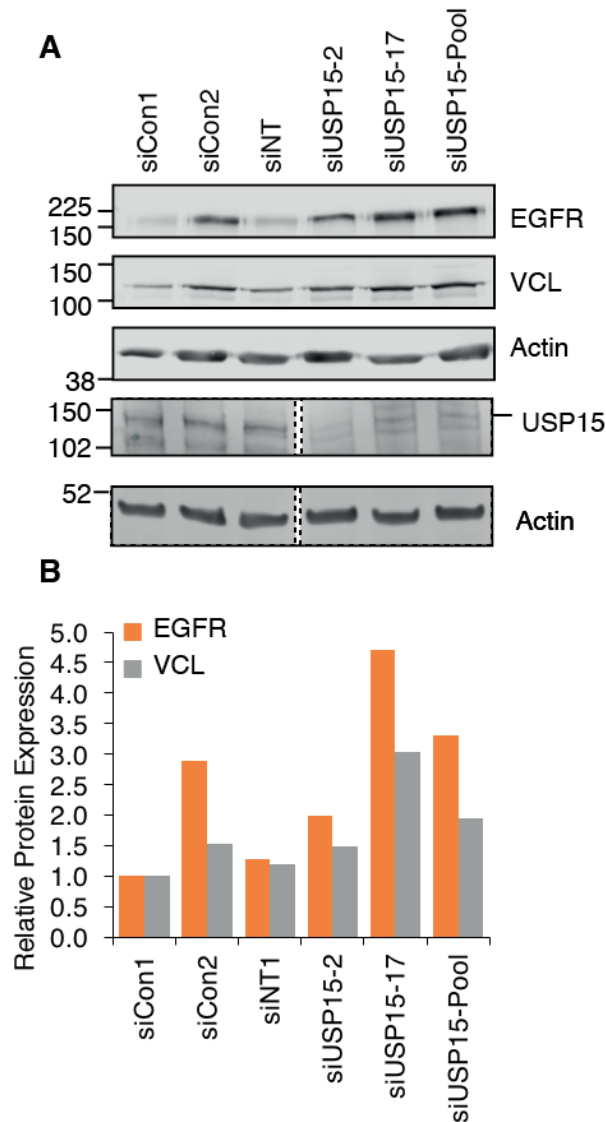 A
siCon1
siCon2
siNT
siUSP15-2
siUSP15-17
siUSP15-Pool
225
150
EGFR
150
100
VCL
Actin
38
150
102
USP15
52
Actin
B
EGFR
VCL
Relative Protein Expression
5.0
4.5
4.0
3.5
3.0
2.5
2.0
1.5
1.0
0.5
0.0
siCon1
siCon2
siNT1
siUSP15-2
siUSP15-17
siUSP15-Pool